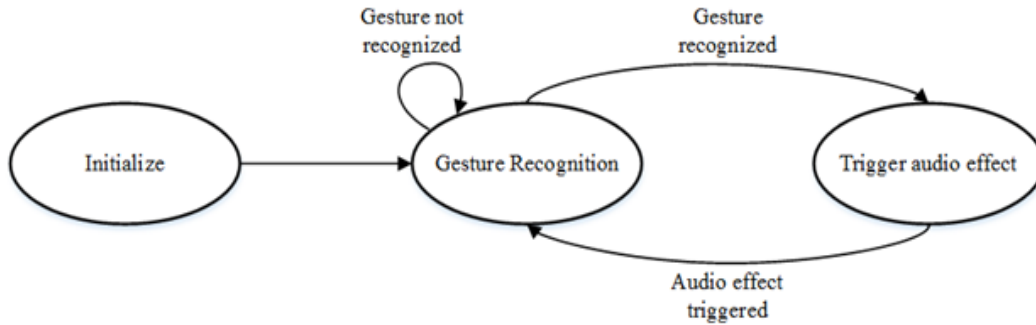 Gesture not
recognized
Gesture
recognized
Initialize
Gesture Recognition
Trigger audio effect
Audio effect
triggered